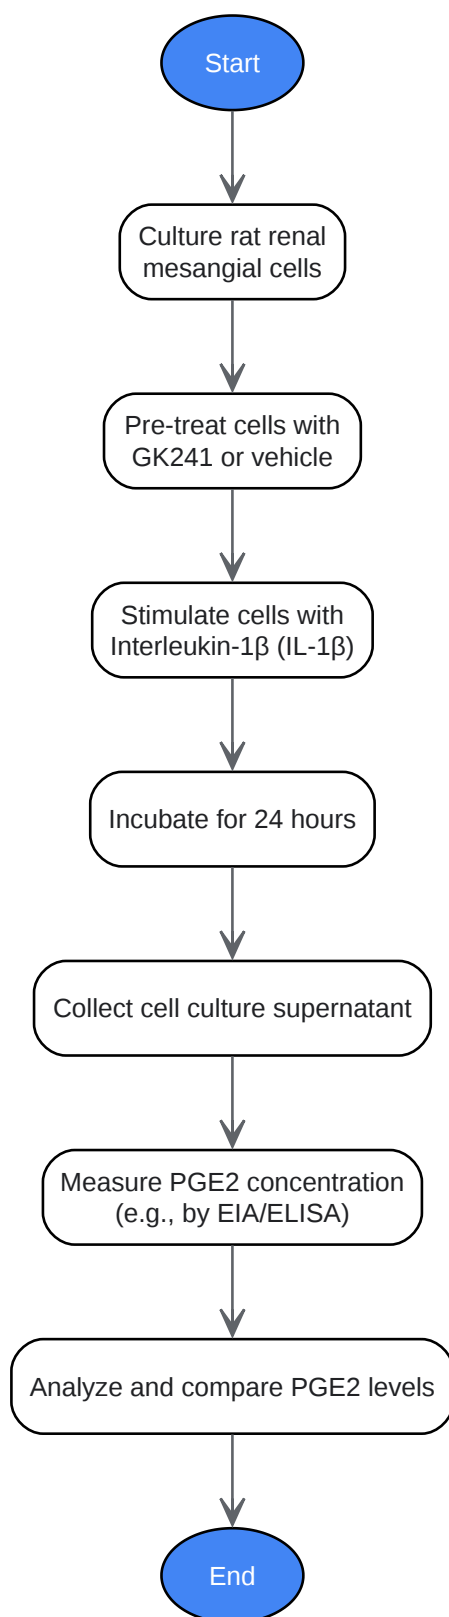 Start
Culture rat renal
mesangial cells
Pre-treat cells with
GK241 or vehicle
Stimulate cells with
Interleukin-1β (IL-1β)
Incubate for 24 hours
Collect cell culture supernatant
Measure PGE2 concentration
(e.g., by EIA/ELISA)
Analyze and compare PGE2 levels
End